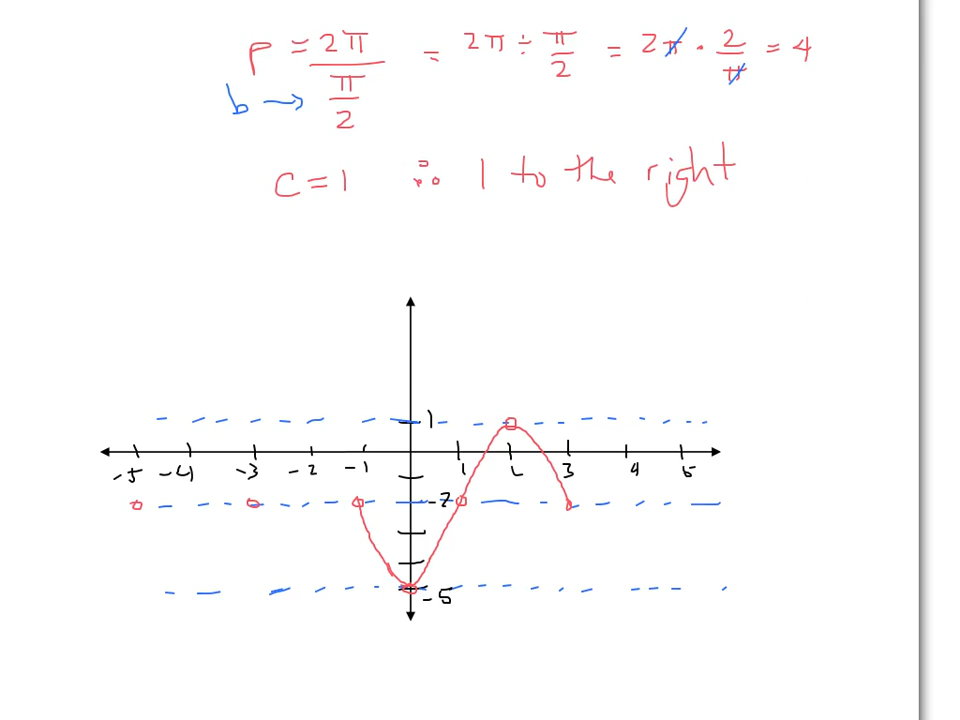 P = 2π / π/2 = 2π ÷ π/2 = 2π · 2/π = 4
b →
C = 1 ∴ 1 to the right
1
-5 -4 -3 -2 -1 1 2 3 4 5
-2
-5